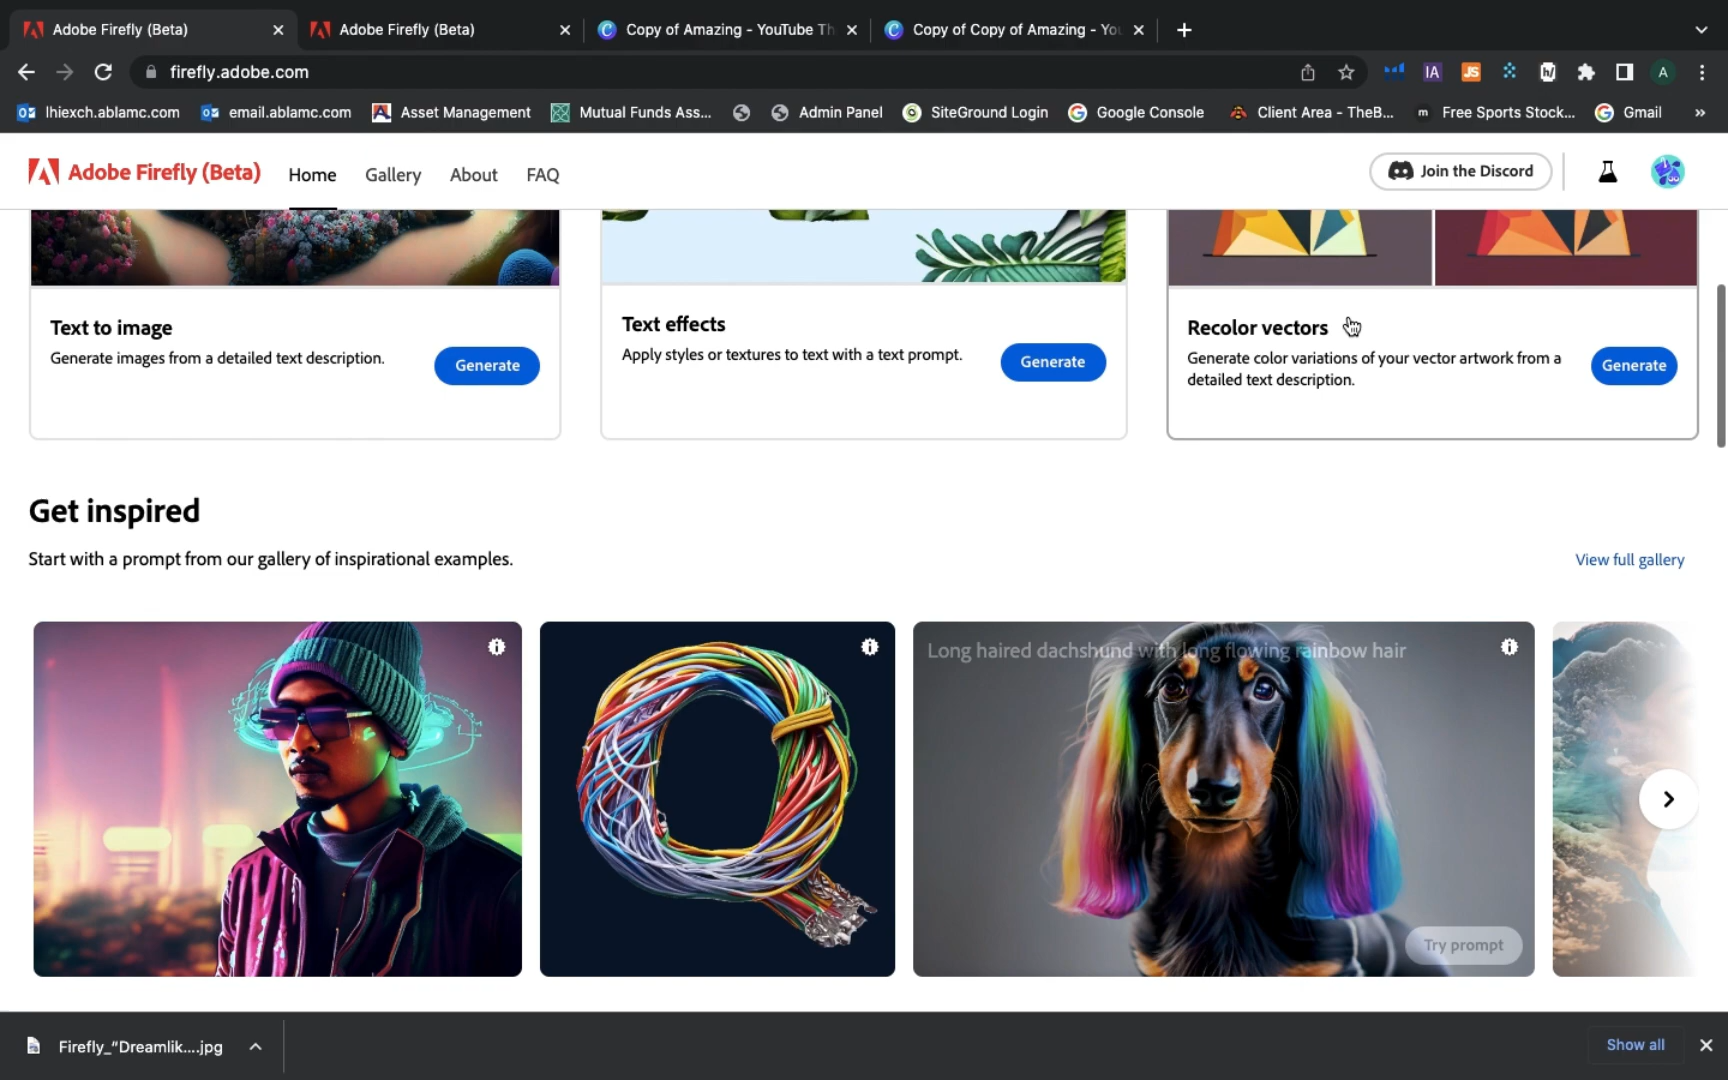 Adobe Firefly (Beta)
Adobe Firefly (Beta)
Copy of Amazing - YouTube Th
Copy of Copy of Amazing - You
firefly.adobe.com
lhiexch.ablamc.com
email.ablamc.com
Asset Management
Mutual Funds Ass...
Admin Panel
SiteGround Login
Google Console
Client Area - TheB...
Free Sports Stock...
Gmail
Adobe Firefly (Beta)
Home
Gallery
About
FAQ
Join the Discord
Text to image
Generate images from a detailed text description.
Generate
Text effects
Apply styles or textures to text with a text prompt.
Generate
Recolor vectors
Generate color variations of your vector artwork from a
detailed text description.
Generate
Get inspired
Start with a prompt from our gallery of inspirational examples.
View full gallery
Long haired dachshund with long flowing rainbow hair
Try prompt
Firefly_"Dreamlik....jpg
Show all